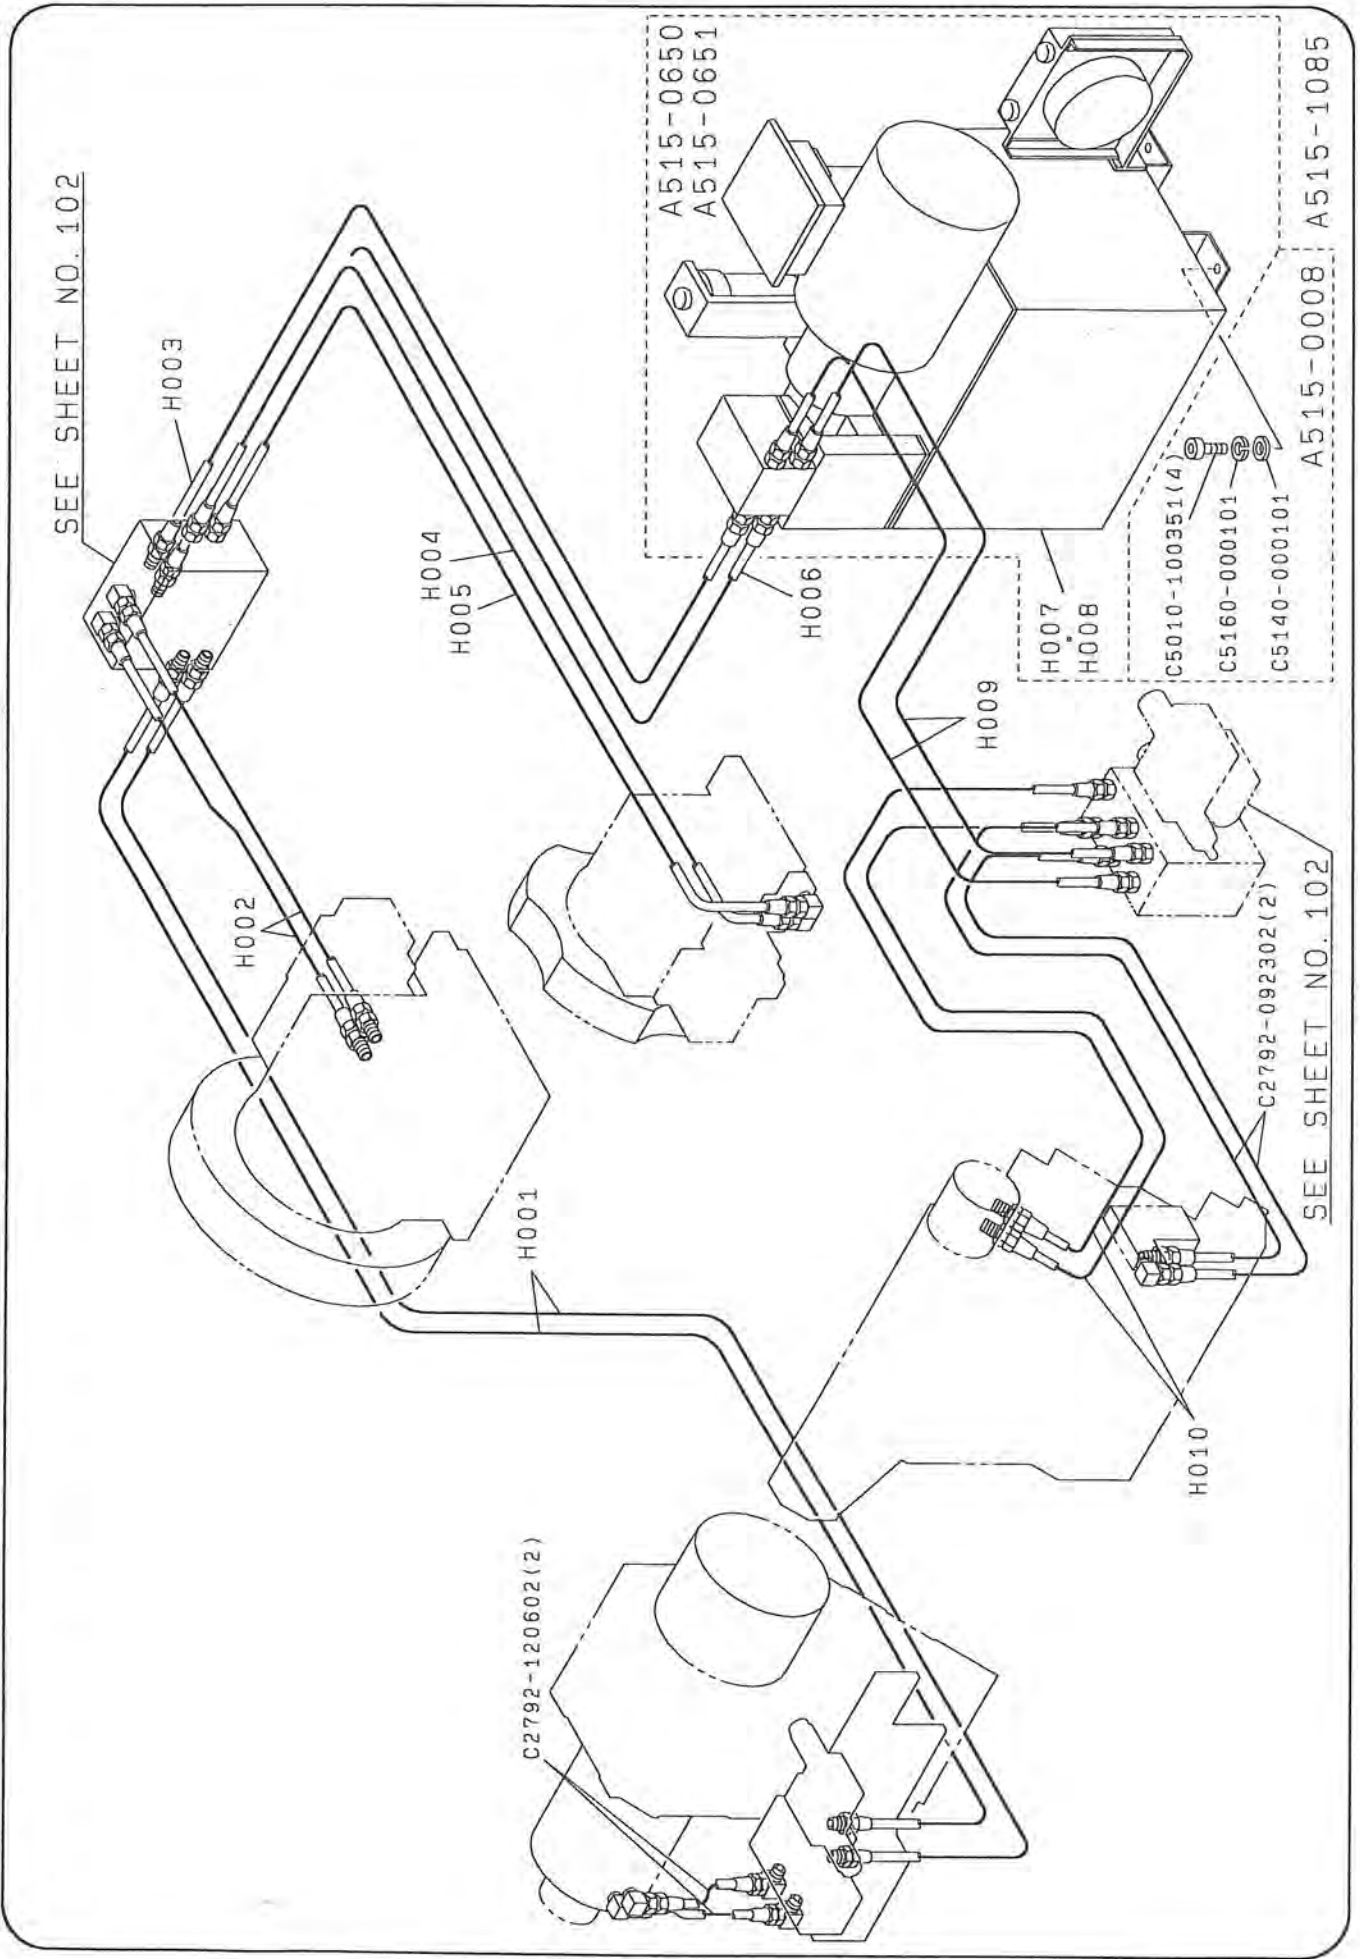 SEE SHEET NO. 102
H003
H004
H005
H002
H001
C2792-120602(2)
A515-0650
A515-0651
H006
H007
H008
H009
A515-1085
A515-0008
C5010-100351(4)
C5160-000101
C5140-000101
C2792-092302(2)
SEE SHEET NO. 102
H010